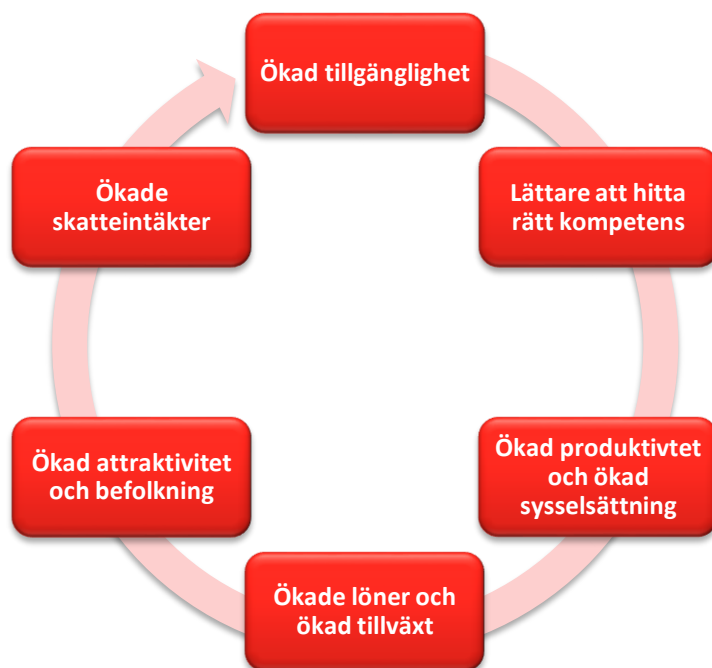 Ökad tillgänglighet
Lättare att hitta
rätt kompetens
Ökad produktivtet
och ökad
sysselsättning
Ökade löner och
ökad tillväxt
Ökad attraktivitet
och befolkning
Ökade
skatteintäkter